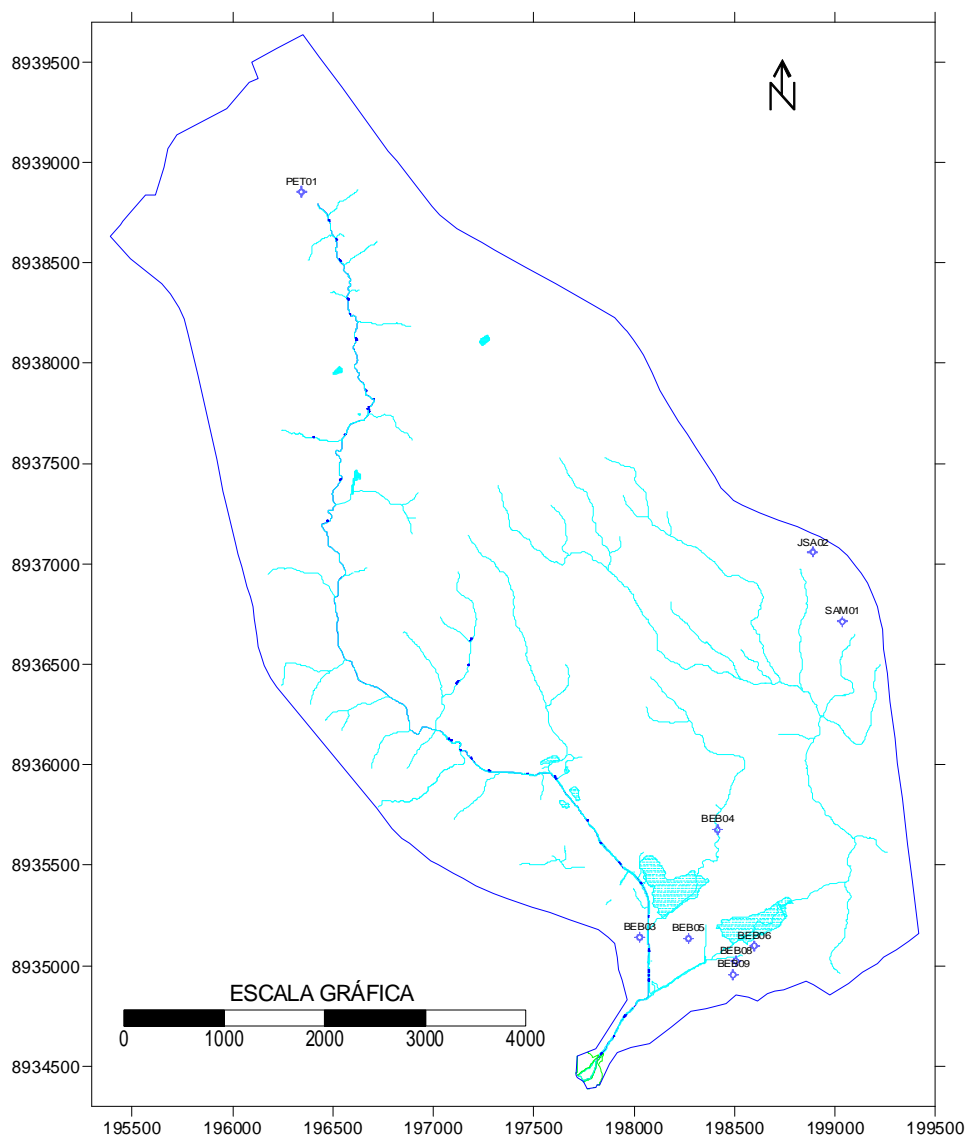 8939500
N
8939000
PET01
8938500
8938000
8937500
JSA02
8937000
SAM01
8936500
8936000
BEB04
8935500
BEB03
BEB05
BEB06
BEB08
BEB09
8935000
ESCALA GRÁFICA
0 1000 2000 3000 4000
8934500
195500 196000 196500 197000 197500 198000 198500 199000 199500